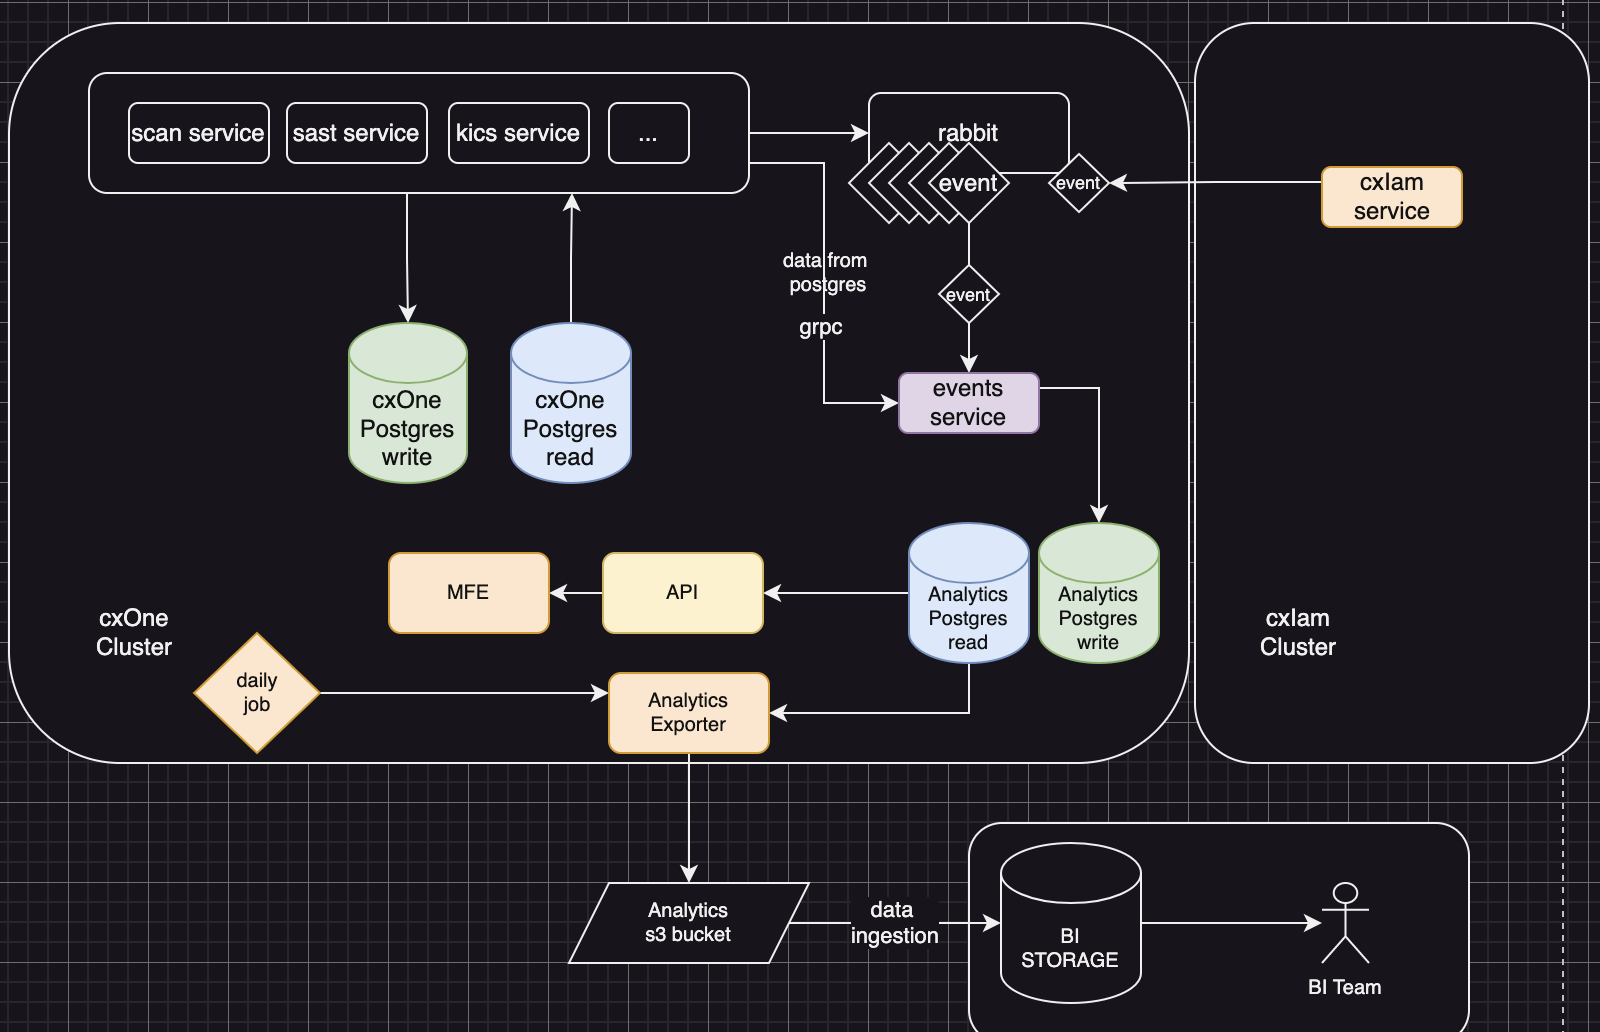 scan service
sast service
kics service
...
rabbit
event
event
cxIam
service
data from
postgres
event
grpc
cxOne
Postgres
write
cxOne
Postgres
read
events
service
MFE
API
Analytics
Postgres
read
Analytics
Postgres
write
cxOne
Cluster
cxIam
Cluster
daily
job
Analytics
Exporter
Analytics
s3 bucket
data
ingestion
BI
STORAGE
BI Team